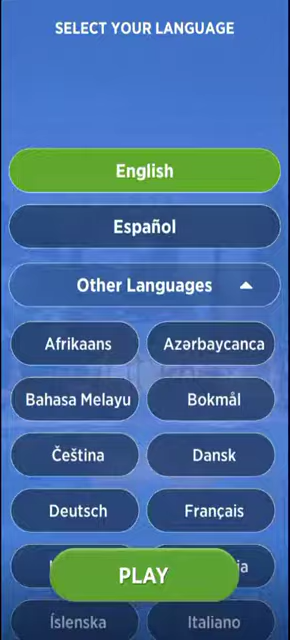 SELECT YOUR LANGUAGE
English
Español
Other Languages
Afrikaans
Azərbaycanca
Bahasa Melayu
Bokmål
Čeština
Dansk
Deutsch
Français
PLAY
Íslenska
Italiano